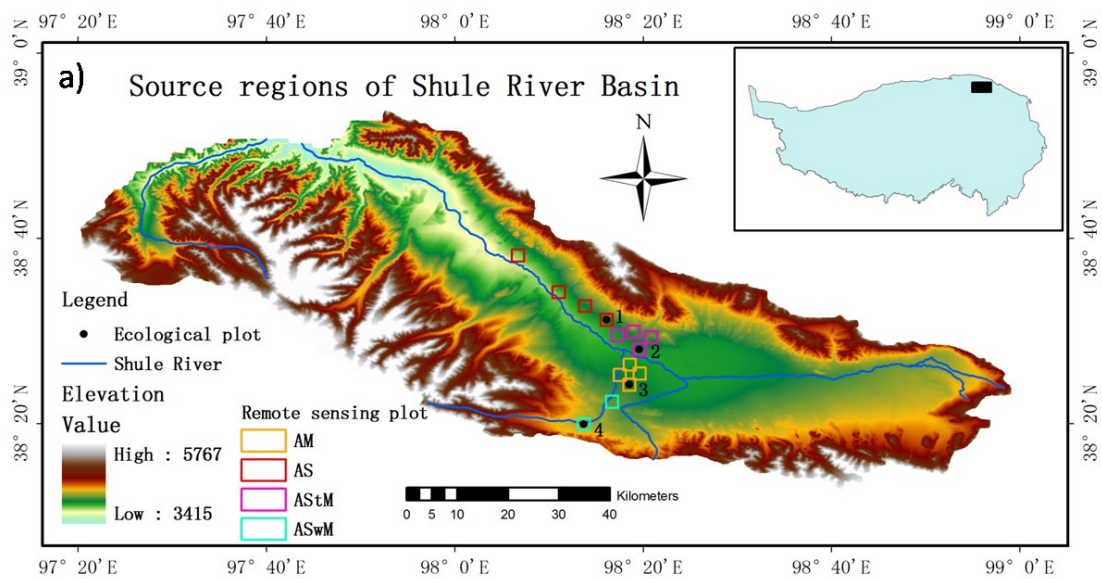 97° 20'E 97° 40'E 98° 0'E 98° 20'E 98° 40'E 99° 0'E
39° 0'N
39° 0'N
a)
Source regions of Shule River Basin
N
38° 40'N
38° 40'N
Legend
Ecological plot
Shule River
1
2
3
4
Elevation
Value
High : 5767
Low : 3415
Remote sensing plot
AM
AS
AStM
ASwM
38° 20'N
38° 20'N
0 5 10 20 30 40
Kilometers
97° 20'E 97° 40'E 98° 0'E 98° 20'E 98° 40'E 99° 0'E